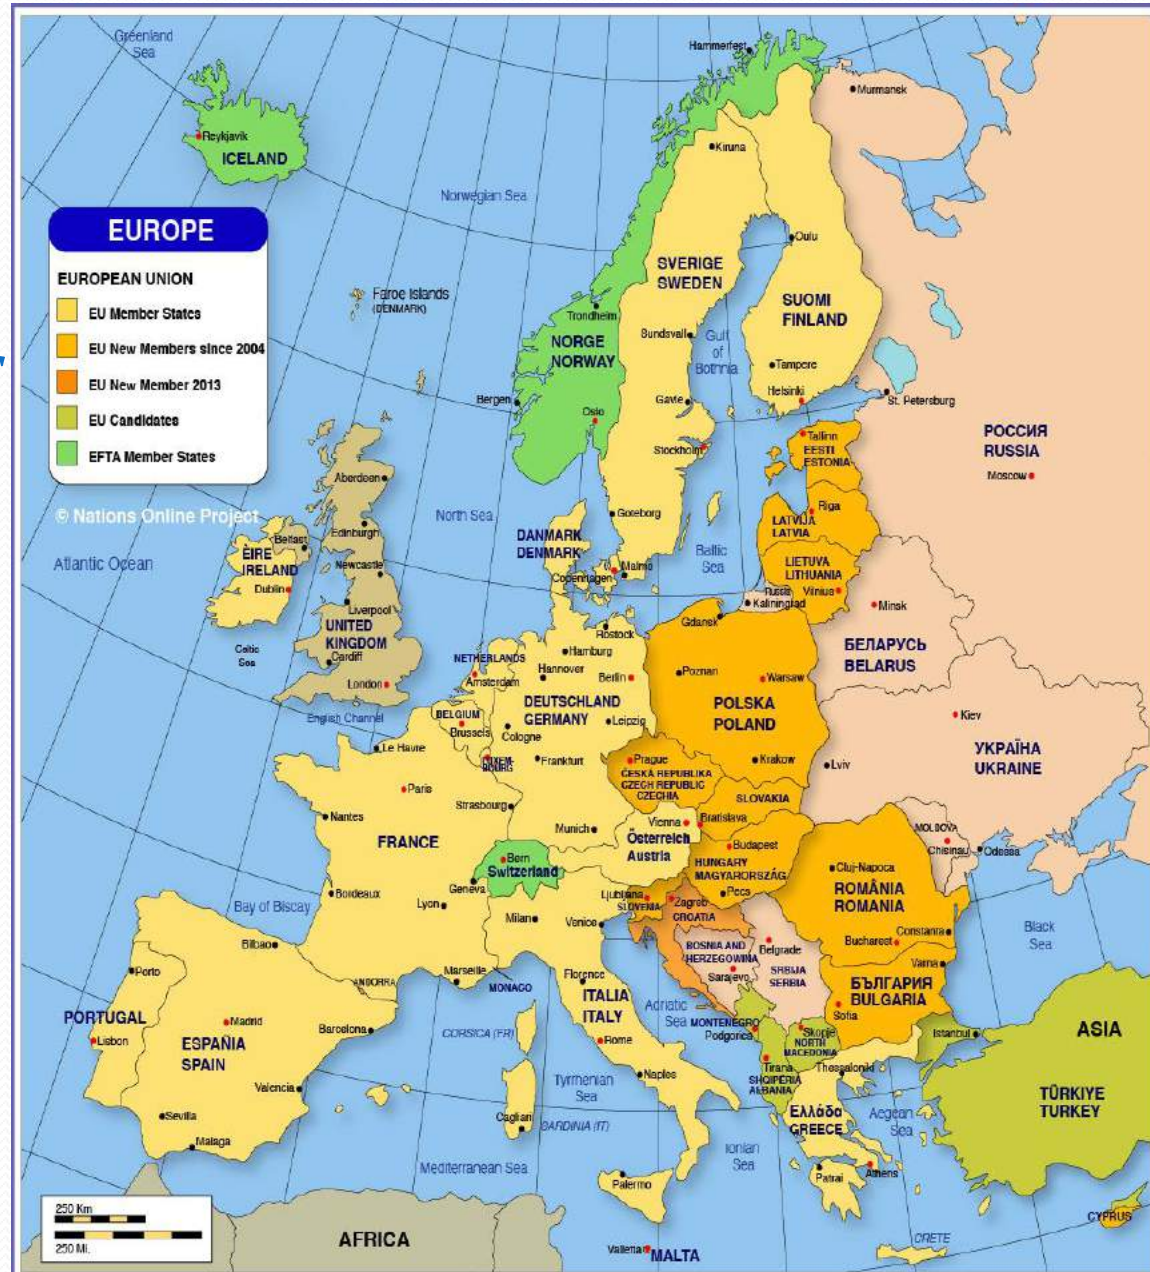 Greenland
Sea
Hammerfest
Murmansk
Reykjavik
ICELAND
Kiruna
Norwegian Sea
EUROPE
EUROPEAN UNION
EU Member States
EU New Members since 2004
EU New Member 2013
EU Candidates
EFTA Member States
© Nations Online Project
Oulu
SVERIGE
SWEDEN
SUOMI
FINLAND
Faroe Islands
(DENMARK)
Trondheim
Sundsvall
Gulf
of
Bothnia
NORGE
NORWAY
Tampere
Helsinki
Bergen
Oslo
Gavle
St. Petersburg
Stockholm
Tallinn
EESTI
ESTONIA
РОССИЯ
RUSSIA
Moscow
Aberdeen
North Sea
Goteborg
Riga
LATVIJA
LATVIA
Edinburgh
Belfast
DANMARK
DENMARK
Baltic
Sea
LIETUVA
LITHUANIA
Vilnius
Atlantic Ocean
ÈIRE
IRELAND
Newcastle
Dublin
Copenhagen
Malmo
Russia
Kaliningrad
Minsk
Liverpool
UNITED
KINGDOM
Gdansk
БЕЛАРУСЬ
BELARUS
Celtic
Sea
Cardiff
London
NETHERLANDS
Amsterdam
Rostock
Hamburg
Hannover
Berlin
Poznan
Warsaw
English Channel
BELGIUM
Brussels
DEUTSCHLAND
GERMANY
Leipzig
Cologne
POLSKA
POLAND
Kiev
Le Havre
LUXEM-
BOURG
Frankfurt
Prague
ČESKÁ REPUBLIKA
CZECH REPUBLIC
CZECHIA
Krakow
Lviv
УКРАЇНА
UKRAINE
Paris
Strasbourg
SLOVAKIA
Nantes
Munich
Vienna
Bratislava
Österreich
Austria
MOLDOVA
Chisinau
Odessa
FRANCE
Bern
Switzerland
Budapest
HUNGARY
MAGYARORSZÁG
Cluj-Napoca
Geneva
Bordeaux
Lyon
Pecs
ROMÂNIA
ROMANIA
Ljubljana
SLOVENIA
Zagreb
CROATIA
Bay of Biscay
Milan
Venice
Constanra
Bucharest
Black
Sea
Bilbao
BOSNIA AND
HERZEGOWINA
Sarajevo
Belgrade
SRBIJA
SERBIA
Varna
Porto
Marseille
MONACO
ANDORRA
Florence
БЪЛГАРИЯ
BULGARIA
Sofia
PORTUGAL
Lisbon
Madrid
ESPAÑIA
SPAIN
Barcelona
CORSICA (FR)
ITALIA
ITALY
Rome
Adriatic
Sea
MONTENEGRO
Podgorica
Skopje
NORTH
MACEDONIA
Istanbul
ASIA
Tirana
SHQIPERIA
ALBANIA
Thessaloniki
Valencia
Tyrrhenian
Sea
Naples
TÜRKIYE
TURKEY
Sevilla
Malaga
Cagliari
SARDINIA (IT)
Ελλάδα
GREECE
Aegean
Sea
Ionian
Sea
Mediterranean Sea
Palermo
Patrai
Athens
250 Km
250 Mi.
AFRICA
Valletta
MALTA
CRETE
CYPRUS